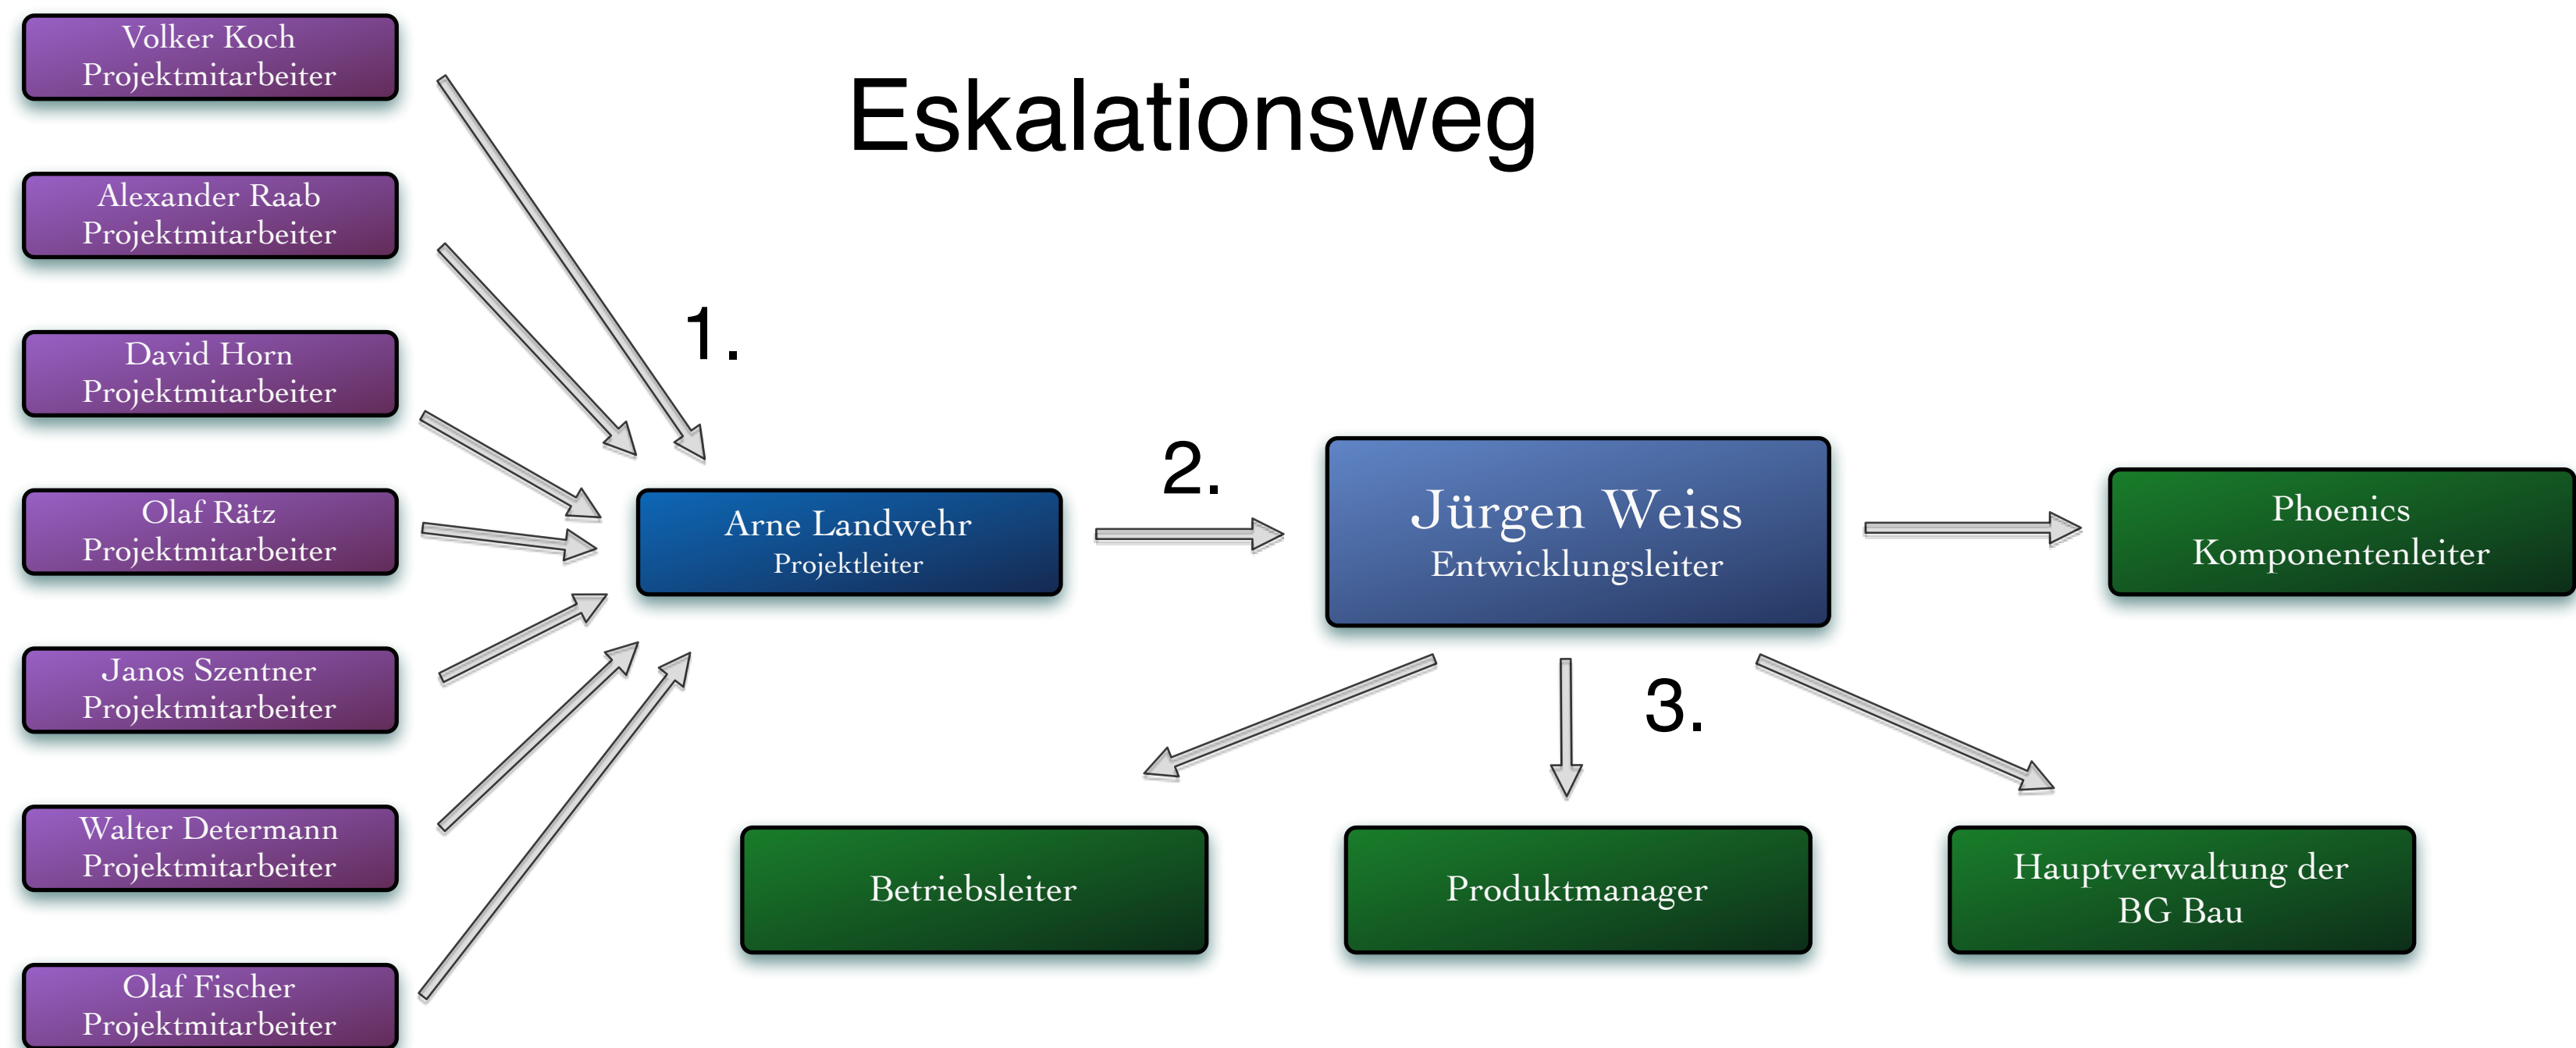 Eskalationsweg
Volker Koch
Projektmitarbeiter
Alexander Raab
Projektmitarbeiter
David Horn
Projektmitarbeiter
Olaf Rätz
Projektmitarbeiter
Janos Szentner
Projektmitarbeiter
Walter Determann
Projektmitarbeiter
Olaf Fischer
Projektmitarbeiter
1.
Arne Landwehr
Projektleiter
2.
Jürgen Weiss
Entwicklungsleiter
Phoenics
Komponentenleiter
3.
Betriebsleiter
Produktmanager
Hauptverwaltung der
BG Bau